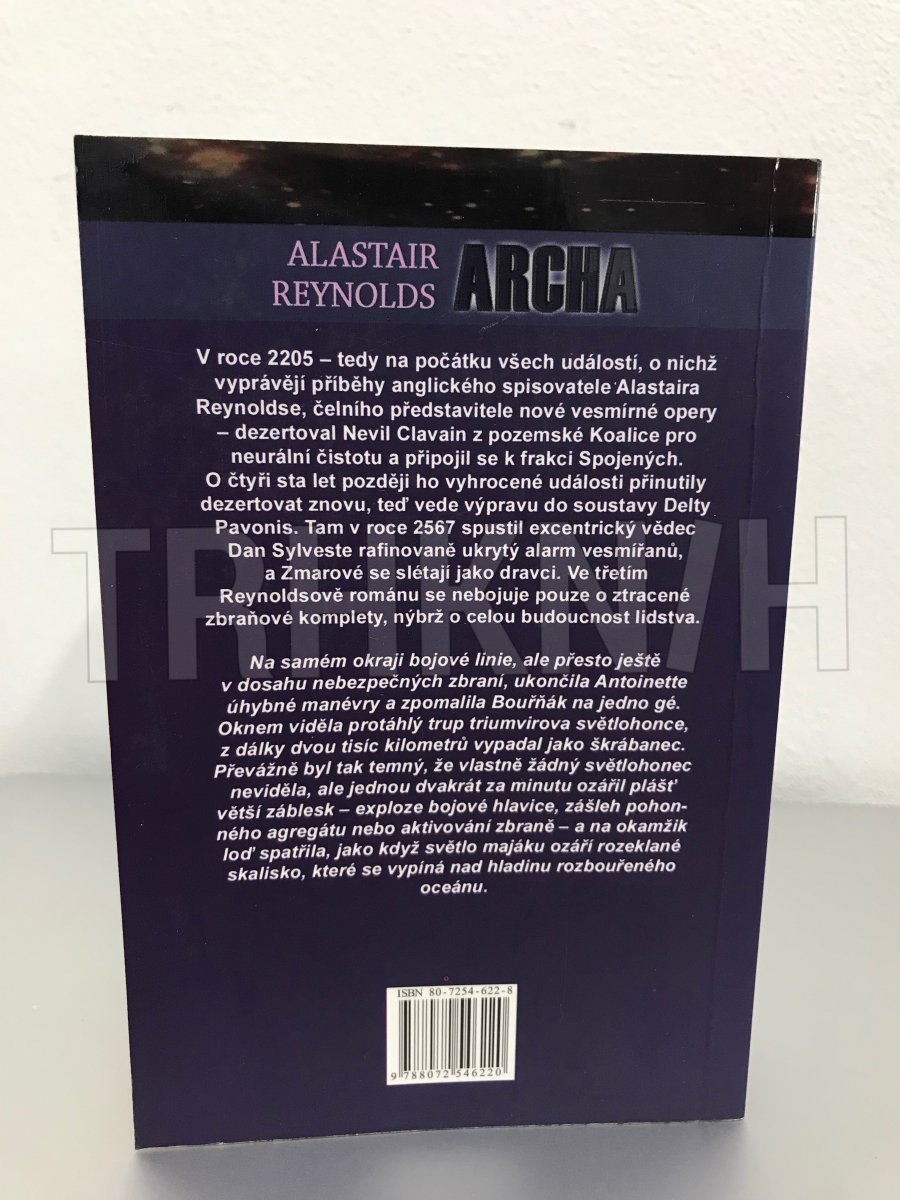 ALASTAIR
REYNOLDS
ARCHA
V roce 2205 – tedy na počátku všech událostí, o nichž
vyprávějí příběhy anglického spisovatele Alastaira
Reynoldse, čelního představitele nové vesmírné opery
– dezertoval Nevil Clavain z pozemské Koalice pro
neurální čistotu a připojil se k frakci Spojených.
O čtyři sta let později ho vyhrocené události přinutily
dezertovat znovu, teď vede výpravu do soustavy Delty
Pavonis. Tam v roce 2567 spustil excentrický vědec
Dan Sylveste rafinovaně ukrytý alarm vesmířanů,
a Zmarové se slétají jako dravci. Ve třetím
Reynoldsově románu se nebojuje pouze o ztracené
zbraňové komplety, nýbrž o celou budoucnost lidstva.
Na samém okraji bojové linie, ale přesto ještě
v dosahu nebezpečných zbraní, ukončila Antoinette
úhybné manévry a zpomalila Bouřňák na jedno gé.
Oknem viděla protáhlý trup triumvirova světlohonce,
z dálky dvou tisíc kilometrů vypadal jako škrábanec.
Převážně byl tak temný, že vlastně žádný světlohonec
neviděla, ale jednou dvakrát za minutu ozářil plášť
větší záblesk – exploze bojové hlavice, zášleh pohon-
ného agregátu nebo aktivování zbraně – a na okamžik
loď spatřila, jako když světlo majáku ozáří rozeklané
skalisko, které se vypíná nad hladinu rozbouřeného
oceánu.
ISBN 80-7254-622-8
9 788072 546220
TRHKNIH